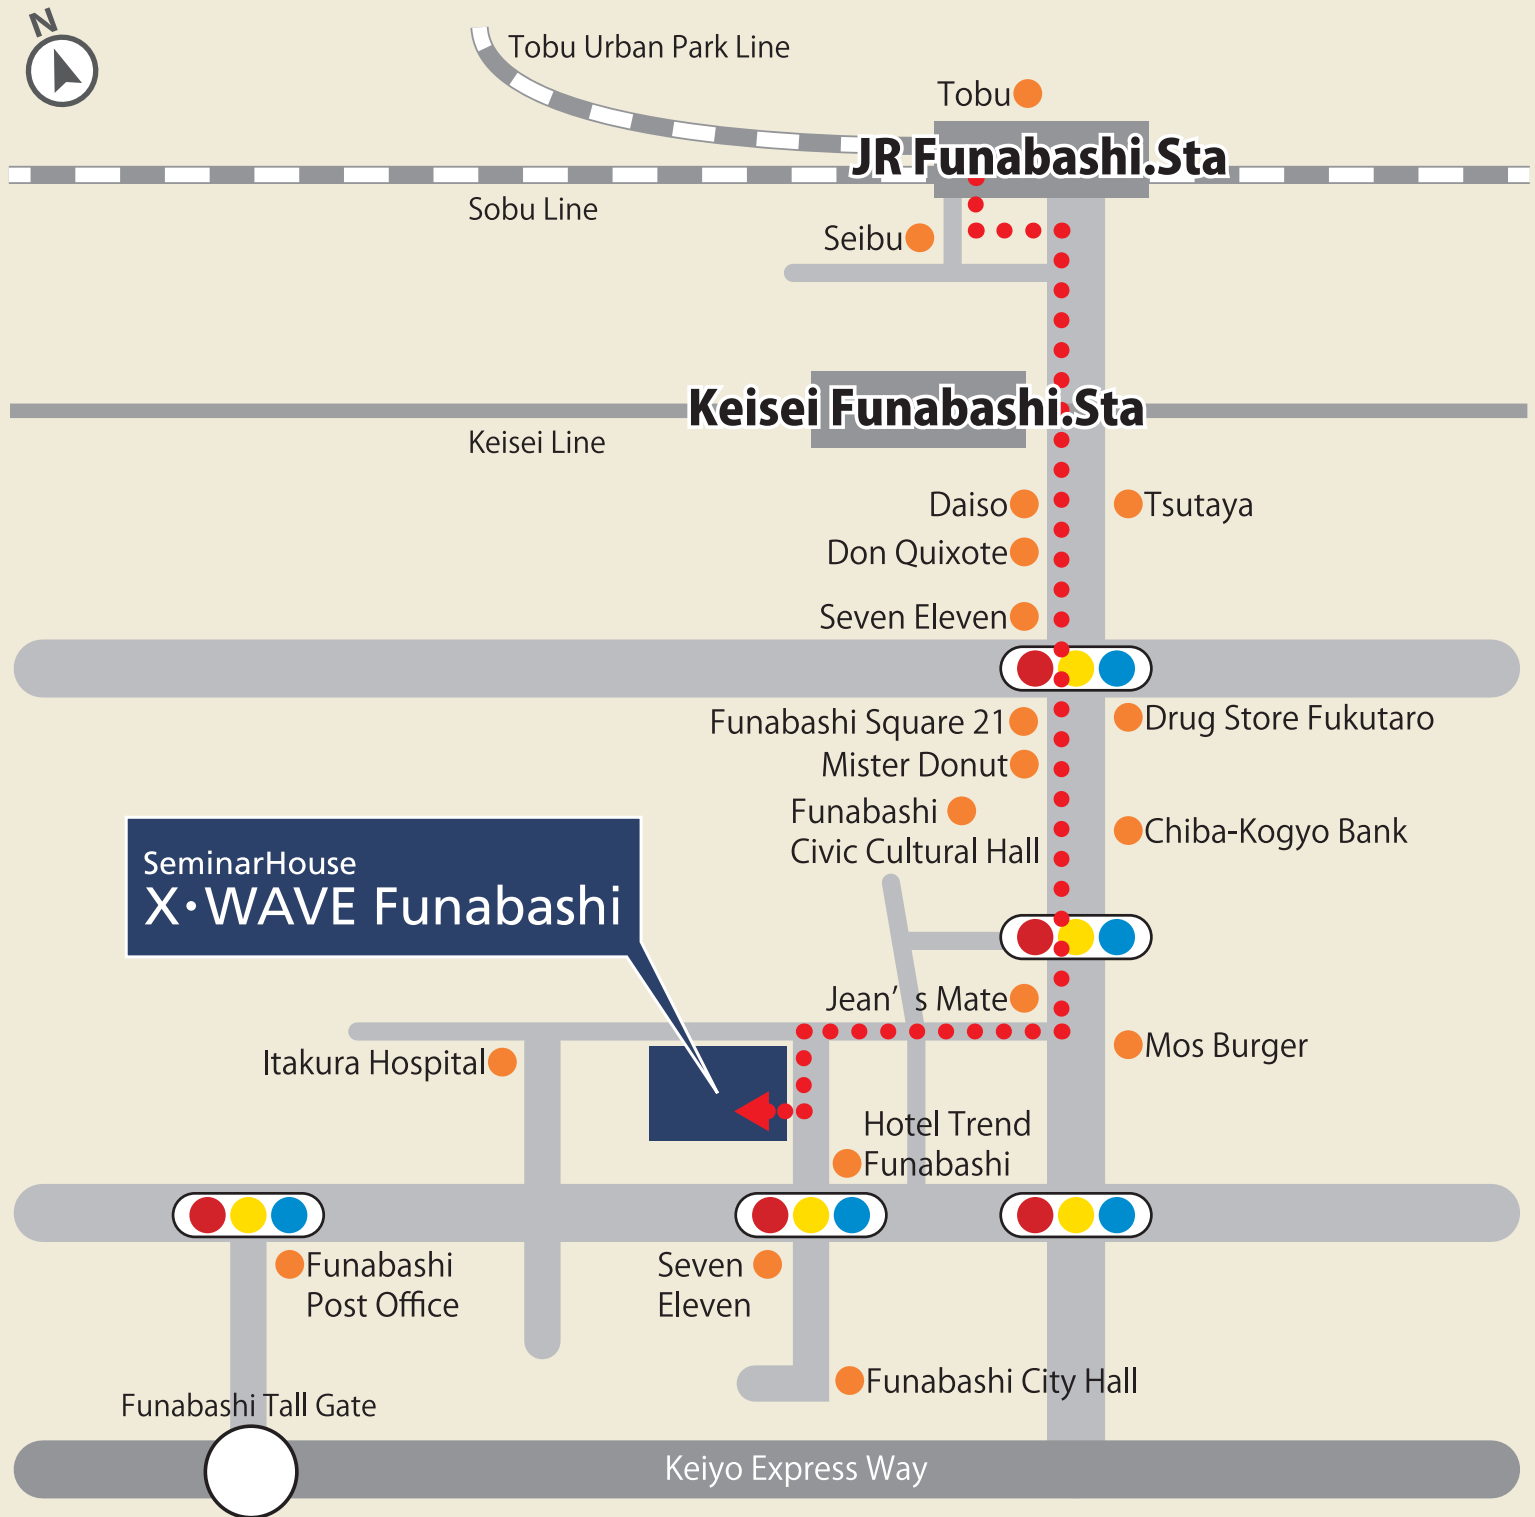 N
Tobu Urban Park Line
Tobu
JR Funabashi.Sta
Sobu Line
Seibu
Keisei Funabashi.Sta
Keisei Line
Daiso
Tsutaya
Don Quixote
Seven Eleven
Funabashi Square 21
Drug Store Fukutaro
Mister Donut
Funabashi
Civic Cultural Hall
Chiba-Kogyo Bank
SeminarHouse
X・WAVE Funabashi
Jean’ s Mate
Mos Burger
Itakura Hospital
Hotel Trend
Funabashi
Funabashi
Post Office
Seven
Eleven
Funabashi City Hall
Funabashi Tall Gate
Keiyo Express Way